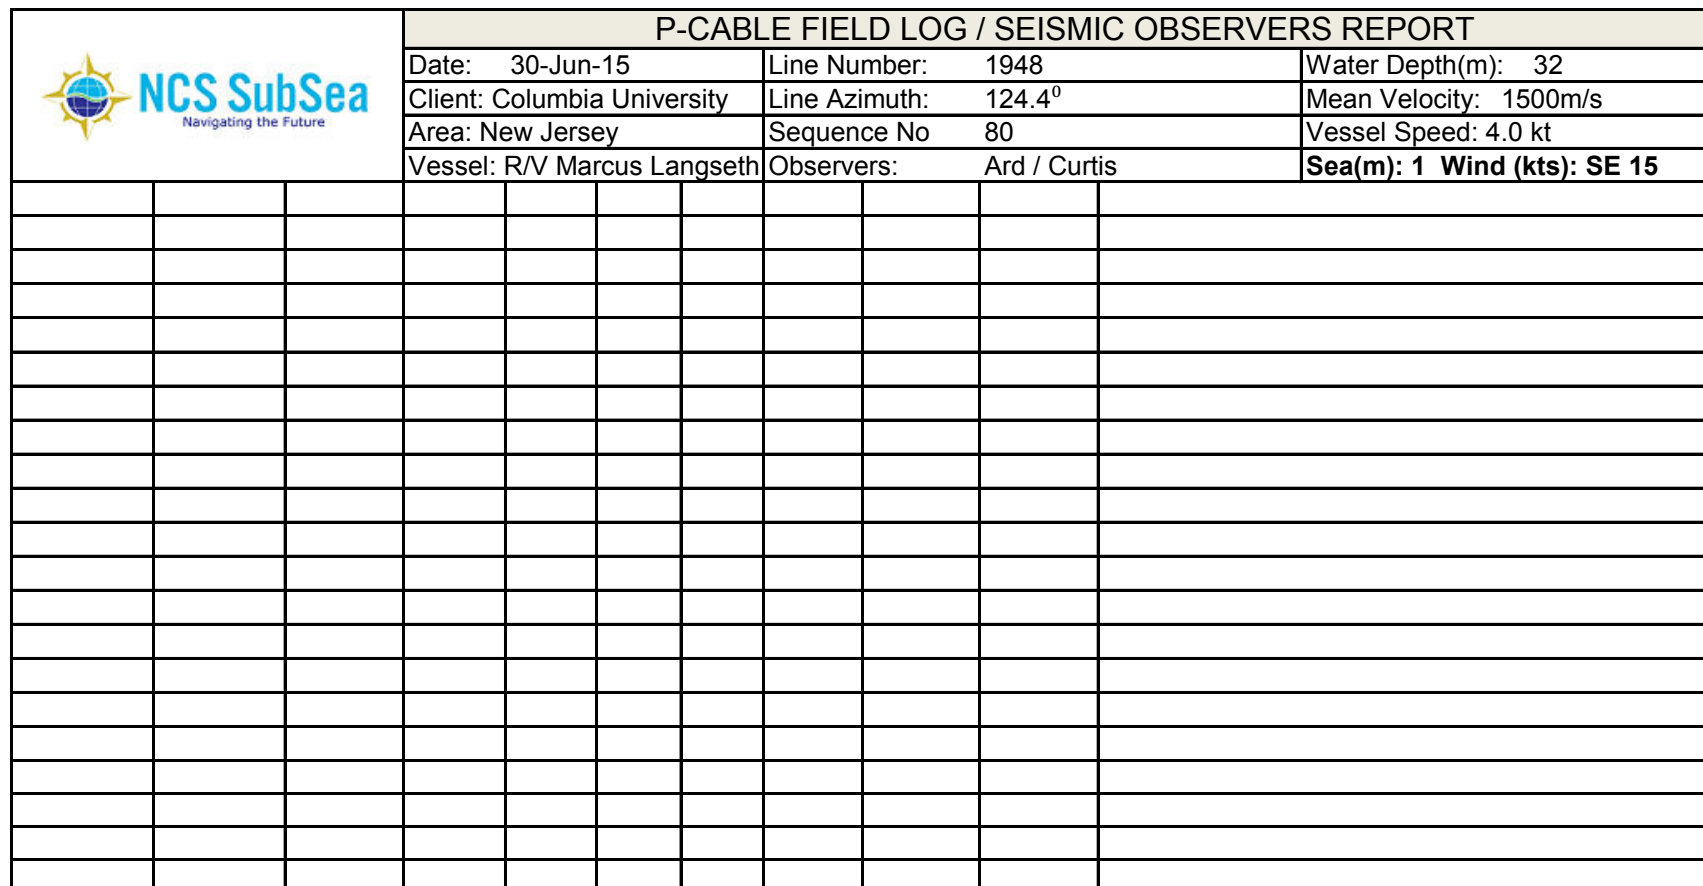 P-CABLE FIELD LOG / SEISMIC OBSERVERS REPORT
NCS SubSea
Navigating the Future
Date: 30-Jun-15 Line Number: 1948 Water Depth(m): 32
Client: Columbia University Line Azimuth: 124.4⁰ Mean Velocity: 1500m/s
Area: New Jersey Sequence No 80 Vessel Speed: 4.0 kt
Vessel: R/V Marcus Langseth Observers: Ard / Curtis Sea(m): 1 Wind (kts): SE 15